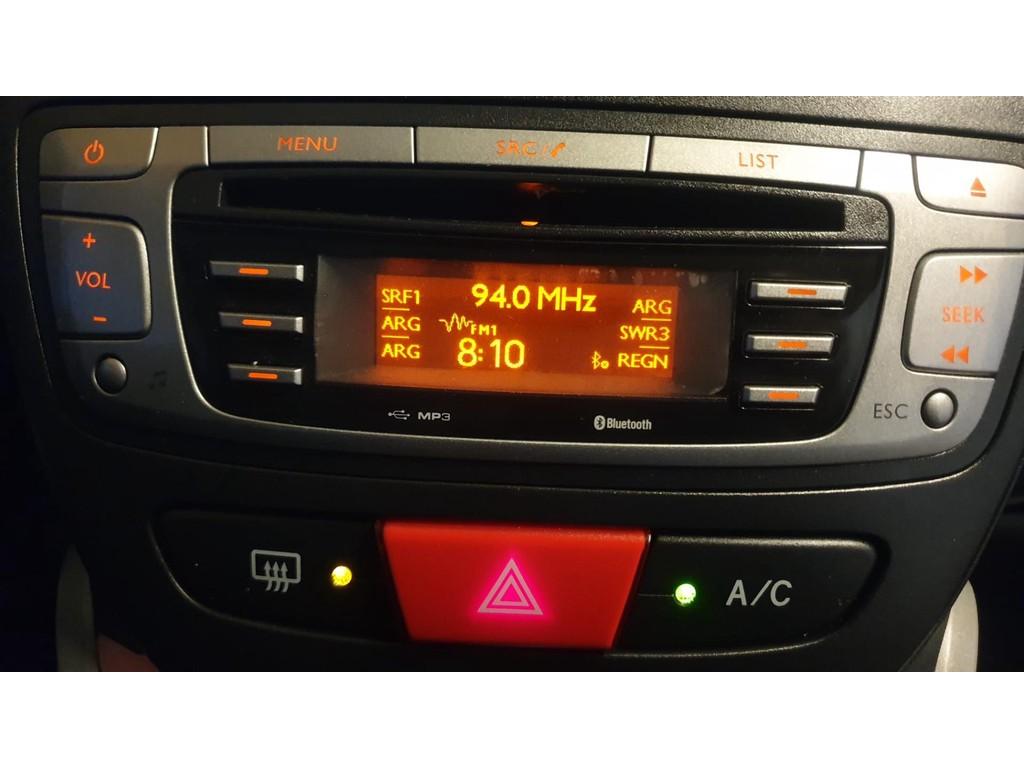 MENU
SRC
LIST
+
VOL
-
SEEK
SRF1
94.0 MHz
ARG
ARG
FM1
SWR3
ARG
8:10
REGN
ESC
MP3
Bluetooth
A/C